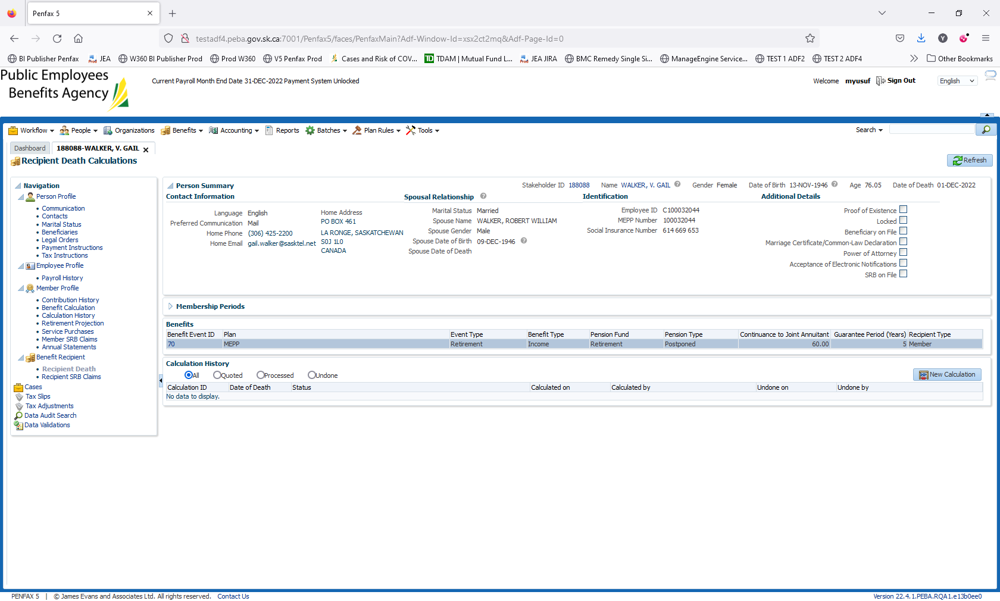 Penfax 5
testadf4.peba.gov.sk.ca:7001/Penfax5/faces/PenfaxMain?Adf-Window-Id=xsx2ct2mq&Adf-Page-Id=0
BI Publisher Penfax JEA W360 BI Publisher Prod Prod W360 V5 Penfax Prod Cases and Risk of COV... TD TDAM | Mutual Fund L... JEA JIRA BMC Remedy Single Si... ManageEngine Service... TEST 1 ADF2 TEST 2 ADF4 Other Bookmarks
Public Employees
Benefits Agency
Current Payroll Month End Date 31-DEC-2022 Payment System Unlocked
Welcome myusuf Sign Out English
Workflow People Organizations Benefits Accounting Reports Batches Plan Rules Tools Search
Dashboard 188088-WALKER, V. GAIL
Recipient Death Calculations
Refresh
Navigation
Person Profile
Communication
Contacts
Marital Status
Beneficiaries
Legal Orders
Payment Instructions
Tax Instructions
Employee Profile
Payroll History
Member Profile
Contribution History
Benefit Calculation
Calculation History
Retirement Projection
Service Purchases
Member SRB Claims
Annual Statements
Benefit Recipient
Recipient Death
Recipient SRB Claims
Cases
Tax Slips
Tax Adjustments
Data Audit Search
Data Validations
Person Summary Stakeholder ID 188088 Name WALKER, V. GAIL Gender Female Date of Birth 13-NOV-1946 Age 76.05 Date of Death 01-DEC-2022
Contact Information
Language English
Preferred Communication Mail
Home Phone (306) 425-2200
Home Email gail.walker@sasktel.net
Home Address
PO BOX 461
LA RONGE, SASKATCHEWAN
S0J 1L0
CANADA
Spousal Relationship
Marital Status Married
Spouse Name WALKER, ROBERT WILLIAM
Spouse Gender Male
Spouse Date of Birth 09-DEC-1946
Spouse Date of Death
Identification
Employee ID C100032044
MEPP Number 100032044
Social Insurance Number 614 669 653
Additional Details
Proof of Existence
Locked
Beneficiary on File
Marriage Certificate/Common-Law Declaration
Power of Attorney
Acceptance of Electronic Notifications
SRB on File
Membership Periods
Benefits
Benefit Event ID Plan Event Type Benefit Type Pension Fund Pension Type Continuance to Joint Annuitant Guarantee Period (Years) Recipient Type
70 MEPP Retirement Income Retirement Postponed 60.00 5 Member
Calculation History
All Quoted Processed Undone
New Calculation
Calculation ID Date of Death Status Calculated on Calculated by Undone on Undone by
No data to display.
PENFAX 5 | © James Evans and Associates Ltd. All rights reserved. Contact Us
Version 22.4.1.PEBA.RQA1.e13b0ee0